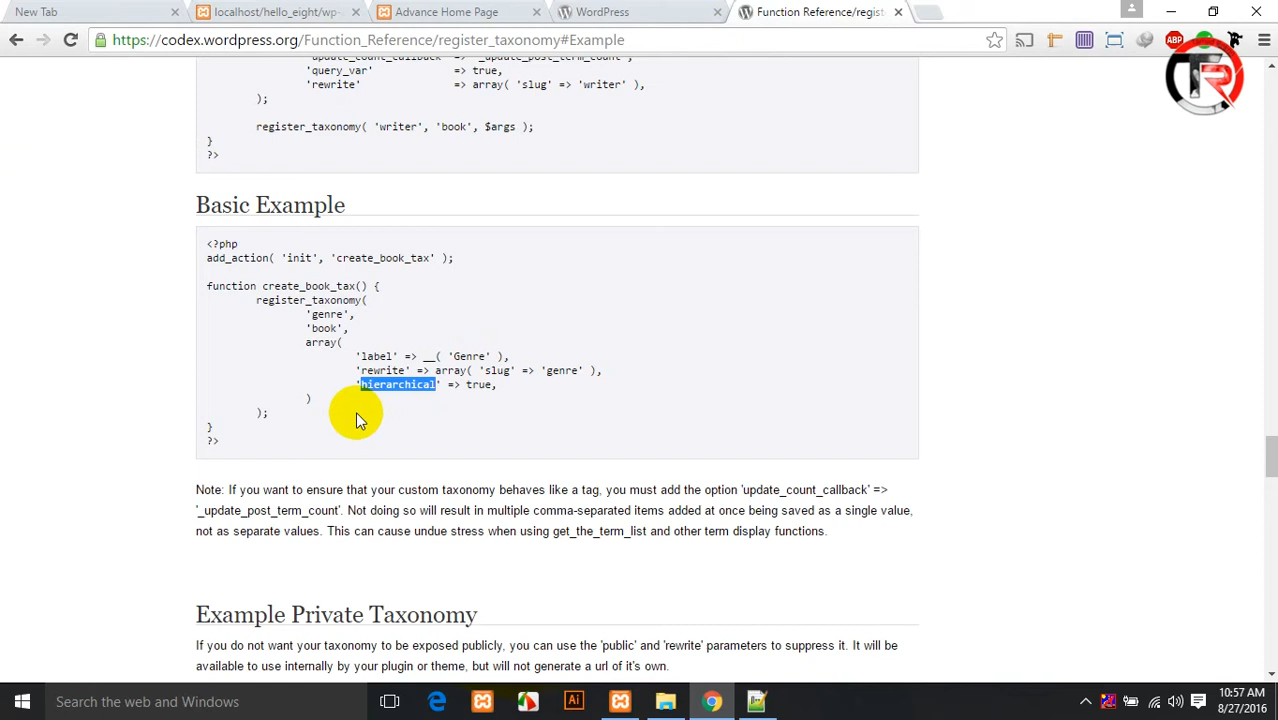 New Tab
localhost/hello_eight/wp-
Advance Home Page
WordPress
Function Reference/regist
https://codex.wordpress.org/Function_Reference/register_taxonomy#Example
ABP
TR
'update_count_callback' => '_update_post_term_count',
'query_var' => true,
'rewrite' => array( 'slug' => 'writer' ),
);
register_taxonomy( 'writer', 'book', $args );
}
?>
Basic Example
<?php
add_action( 'init', 'create_book_tax' );
function create_book_tax() {
register_taxonomy(
'genre',
'book',
array(
'label' => __( 'Genre' ),
'rewrite' => array( 'slug' => 'genre' ),
'hierarchical' => true,
)
);
}
?>
Note: If you want to ensure that your custom taxonomy behaves like a tag, you must add the option 'update_count_callback' =>
'_update_post_term_count'. Not doing so will result in multiple comma-separated items added at once being saved as a single value,
not as separate values. This can cause undue stress when using get_the_term_list and other term display functions.
Example Private Taxonomy
If you do not want your taxonomy to be exposed publicly, you can use the 'public' and 'rewrite' parameters to suppress it. It will be
available to use internally by your plugin or theme, but will not generate a url of it's own.
Search the web and Windows
Ai
10:57 AM
8/27/2016